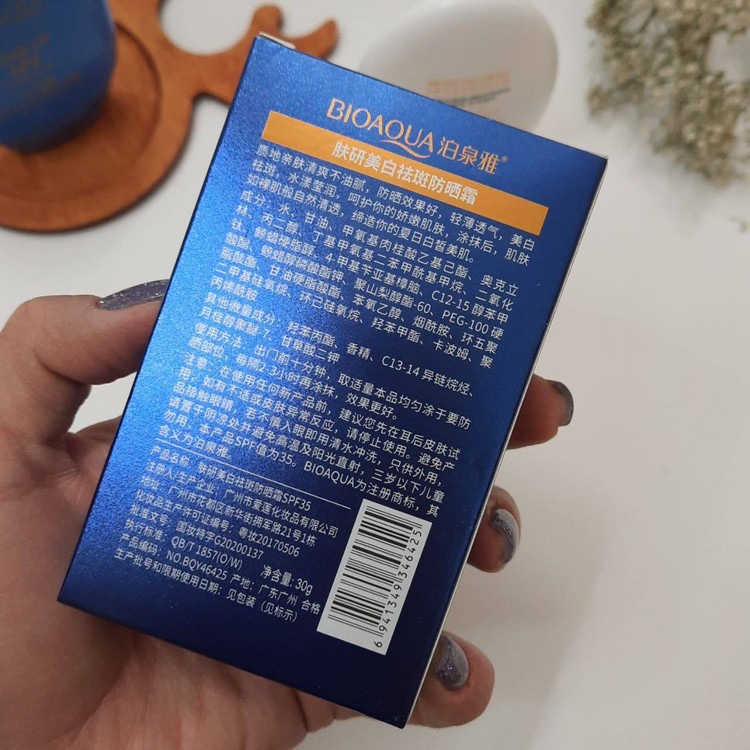 BIOAQUA泊泉雅®
肤研美白祛斑防晒霜
质地亲肤清爽不油腻,防晒效果好,轻薄透气,美白
祛斑,水漾莹润,呵护你的娇嫩肌肤,涂抹后,肌肤
如裸肌般自然清透,缔造你的夏日白皙美肌。
成分:水、甘油、甲氧基肉桂酸乙基己酯、奥克立
林、丙二醇、丁基甲氧基二苯甲酰基甲烷、二氧化
钛、鲸蜡硬脂醇、4-甲基卡亚基樟脑、C12-15 醇苯甲
酸酯、鲸蜡醇磷酸酯钾、聚山梨醇酯-60、PEG-100硬
脂酸酯、甘油硬脂酸酯、苯氧乙醇、烟酰胺、环五聚
二甲基硅氧烷、环己硅氧烷、羟苯甲酯、卡波姆、聚
丙烯酰胺
其他微量成分:羟苯丙酯、香精、C13-14 异链烷烃、
月桂醇聚醚-7、甘草酸二钾
使用方法:出门前十分钟,取适量本品均匀涂于要防
晒部位,每隔2-3小时再涂抹,效果更好。
注意:在使用任何新产品前,建议您先在耳后皮肤试
用,如有不适或皮肤异常反应,请停止使用。避免产
品接触眼睛,若不慎入眼即用清水冲洗,只供外用,
请置于阴凉处并避免高温及阳光直射,三岁以下儿童
勿用。本产品SPF值为35。BIOAQUA为注册商标,其
含义为泊泉雅。
产品名称:肤研美白祛斑防晒霜SPF35
注册人/生产企业:广州市爱莲化妆品有限公司
地址:广州市花都区新华街拥军路21号1栋
化妆品生产许可证编号:粤妆20170506
批准文号:国妆特字G20200137
执行标准:QB/T 1857(O/W) 净含量:30g
产品编码:NO.BQY46425 产地:广东广州 合格
生产批号和限期使用日期:见包装(见标示)
6 941349 346425